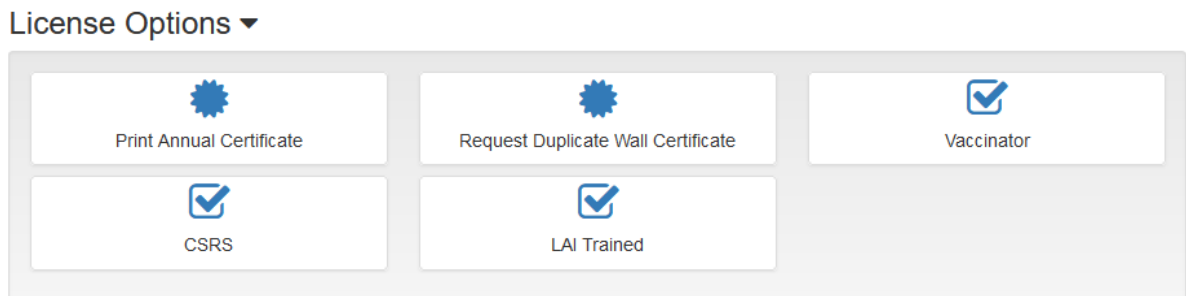 License Options
Print Annual Certificate
Request Duplicate Wall Certificate
Vaccinator
CSRS
LAI Trained